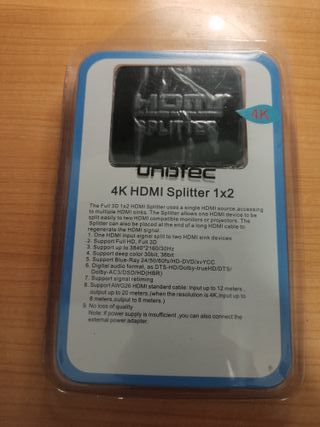 HDMI
SPLITTER
4K
unotec
4K HDMI Splitter 1x2
The Full 3D 1x2 HDMI Splitter uses a single HDMI source,accessing
to multiple HDMI sinks. The Splitter allows one HDMI device to be
split easily to two HDMI compatible monitors or projectors. The
Splitter can also be placed at the end of a long HDMI cable to
regenerate the HDMI signal.
1. One HDMI input signal split to two HDMI sink devices
2. Support Full HD, Full 3D
3. Support up to 3840*2160/30Hz
4. Support deep color 30bit, 36bit
5. Support Blue-Ray 24/50/60fs/HD-DVD/xvYCC
6. Digital audio format, as DTS-HD/Dolby-trueHD/DTS/
Dolby-AC3/DSD/HD(HBR)
7. Support signal retiming
8. Support AWG26 HDMI standard cable: input up to 12 meters ,
output up to 20 meters.(when the resolution is 4K,input up to
8 meters,output to 8 meters.)
9. No loss of quality
Note: if power supply is insufficient ,you can also connect the
external power adapter.